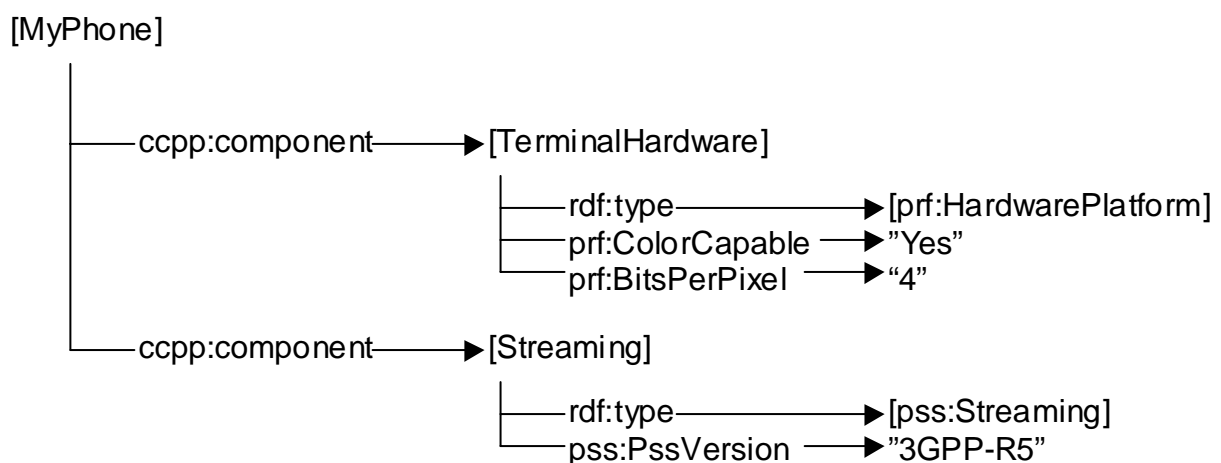 [MyPhone]
ccpp:component [TerminalHardware]
rdf:type [prf:HardwarePlatform]
prf:ColorCapable ”Yes”
prf:BitsPerPixel “4”
ccpp:component [Streaming]
rdf:type [pss:Streaming]
pss:PssVersion ”3GPP-R5”